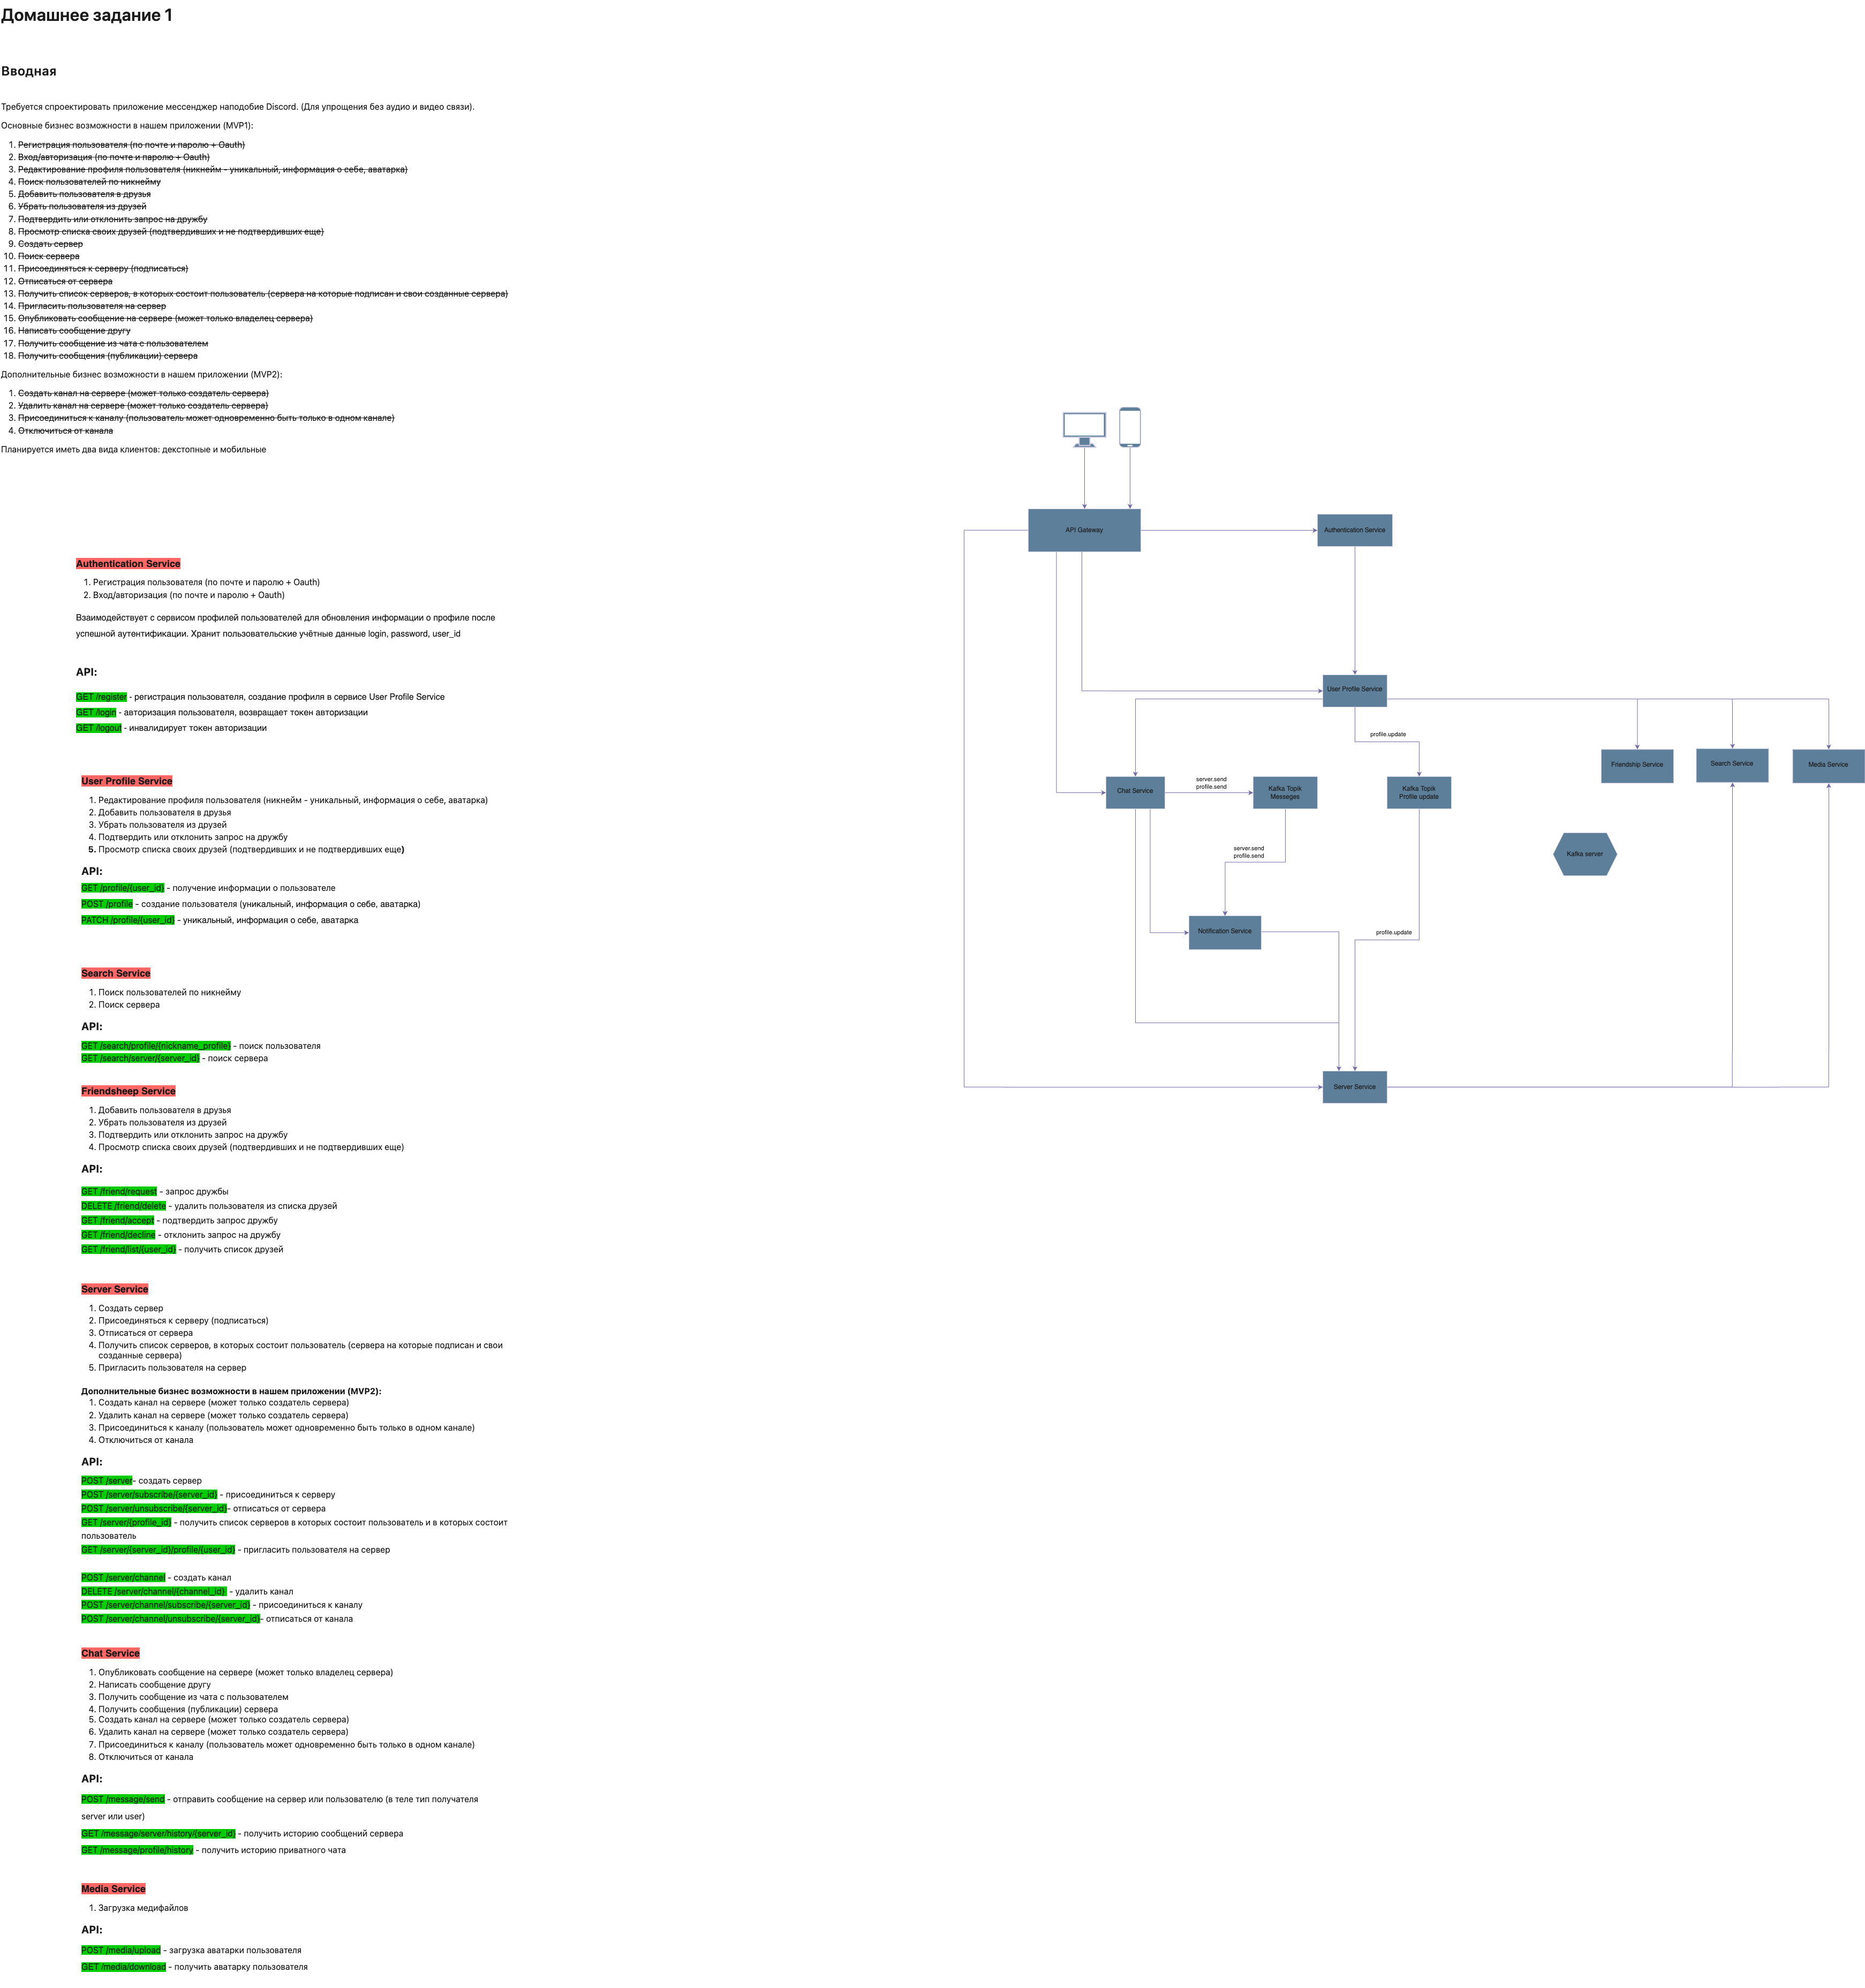 Домашнее задание 1
Вводная
Требуется спроектировать приложение мессенджер наподобие Discord. (Для упрощения без аудио и видео связи).
Основные бизнес возможности в нашем приложении (MVP1):
1. Регистрация пользователя (по почте и паролю + Oauth)
2. Вход/авторизация (по почте и паролю + Oauth)
3. Редактирование профиля пользователя (никнейм - уникальный, информация о себе, аватарка)
4. Поиск пользователей по никнейму
5. Добавить пользователя в друзья
6. Убрать пользователя из друзей
7. Подтвердить или отклонить запрос на дружбу
8. Просмотр списка своих друзей (подтвердивших и не подтвердивших еще)
9. Создать сервер
10. Поиск сервера
11. Присоединяться к серверу (подписаться)
12. Отписаться от сервера
13. Получить список серверов, в которых состоит пользователь (сервера на которые подписан и свои созданные сервера)
14. Пригласить пользователя на сервер
15. Опубликовать сообщение на сервере (может только владелец сервера)
16. Написать сообщение другу
17. Получить сообщение из чата с пользователем
18. Получить сообщения (публикации) сервера
Дополнительные бизнес возможности в нашем приложении (MVP2):
1. Создать канал на сервере (может только создатель сервера)
2. Удалить канал на сервере (может только создатель сервера)
3. Присоединиться к каналу (пользователь может одновременно быть только в одном канале)
4. Отключиться от канала
Планируется иметь два вида клиентов: декстопные и мобильные
Authentication Service
1. Регистрация пользователя (по почте и паролю + Oauth)
2. Вход/авторизация (по почте и паролю + Oauth)
Взаимодействует с сервисом профилей пользователей для обновления информации о профиле после
успешной аутентификации. Хранит пользовательские учётные данные login, password, user_id
API:
GET /register - регистрация пользователя, создание профиля в сервисе User Profile Service
GET /login - авторизация пользователя, возвращает токен авторизации
GET /logout - инвалидирует токен авторизации
User Profile Service
1. Редактирование профиля пользователя (никнейм - уникальный, информация о себе, аватарка)
2. Добавить пользователя в друзья
3. Убрать пользователя из друзей
4. Подтвердить или отклонить запрос на дружбу
5. Просмотр списка своих друзей (подтвердивших и не подтвердивших еще)
API:
GET /profile/{user_id} - получение информации о пользователе
POST /profile - создание пользователя (уникальный, информация о себе, аватарка)
PATCH /profile/{user_id} - уникальный, информация о себе, аватарка
Search Service
1. Поиск пользователей по никнейму
2. Поиск сервера
API:
GET /search/profile/{nickname_profile} - поиск пользователя
GET /search/server/{server_id} - поиск сервера
Friendsheep Service
1. Добавить пользователя в друзья
2. Убрать пользователя из друзей
3. Подтвердить или отклонить запрос на дружбу
4. Просмотр списка своих друзей (подтвердивших и не подтвердивших еще)
API:
GET /friend/request - запрос дружбы
DELETE /friend/delete - удалить пользователя из списка друзей
GET /friend/accept - подтвердить запрос дружбу
GET /friend/decline - отклонить запрос на дружбу
GET /friend/list/{user_id} - получить список друзей
Server Service
1. Создать сервер
2. Присоединяться к серверу (подписаться)
3. Отписаться от сервера
4. Получить список серверов, в которых состоит пользователь (сервера на которые подписан и свои
созданные сервера)
5. Пригласить пользователя на сервер
Дополнительные бизнес возможности в нашем приложении (MVP2):
1. Создать канал на сервере (может только создатель сервера)
2. Удалить канал на сервере (может только создатель сервера)
3. Присоединиться к каналу (пользователь может одновременно быть только в одном канале)
4. Отключиться от канала
API:
POST /server- создать сервер
POST /server/subscribe/{server_id} - присоединиться к серверу
POST /server/unsubscribe/{server_id}- отписаться от сервера
GET /server/{profile_id} - получить список серверов в которых состоит пользователь и в которых состоит
пользователь
GET /server/{server_id}/profile/{user_id} - пригласить пользователя на сервер
POST /server/channel - создать канал
DELETE /server/channel/{channel_id} - удалить канал
POST /server/channel/subscribe/{server_id} - присоединиться к каналу
POST /server/channel/unsubscribe/{server_id}- отписаться от канала
Chat Service
1. Опубликовать сообщение на сервере (может только владелец сервера)
2. Написать сообщение другу
3. Получить сообщение из чата с пользователем
4. Получить сообщения (публикации) сервера
5. Создать канал на сервере (может только создатель сервера)
6. Удалить канал на сервере (может только создатель сервера)
7. Присоединиться к каналу (пользователь может одновременно быть только в одном канале)
8. Отключиться от канала
API:
POST /message/send - отправить сообщение на сервер или пользователю (в теле тип получателя
server или user)
GET /message/server/history/{server_id} - получить историю сообщений сервера
GET /message/profile/history - получить историю приватного чата
Media Service
1. Загрузка медифайлов
API:
POST /media/upload - загрузка аватарки пользователя
GET /media/download - получить аватарку пользователя
API Gateway
Authentication Service
User Profile Service
profile.update
Friendship Service
Search Service
Media Service
Chat Service
server.send
profile.send
Kafka Topik
Messeges
Kafka Topik
Profile update
server.send
profile.send
Kafka server
Notification Service
profile.update
Server Service